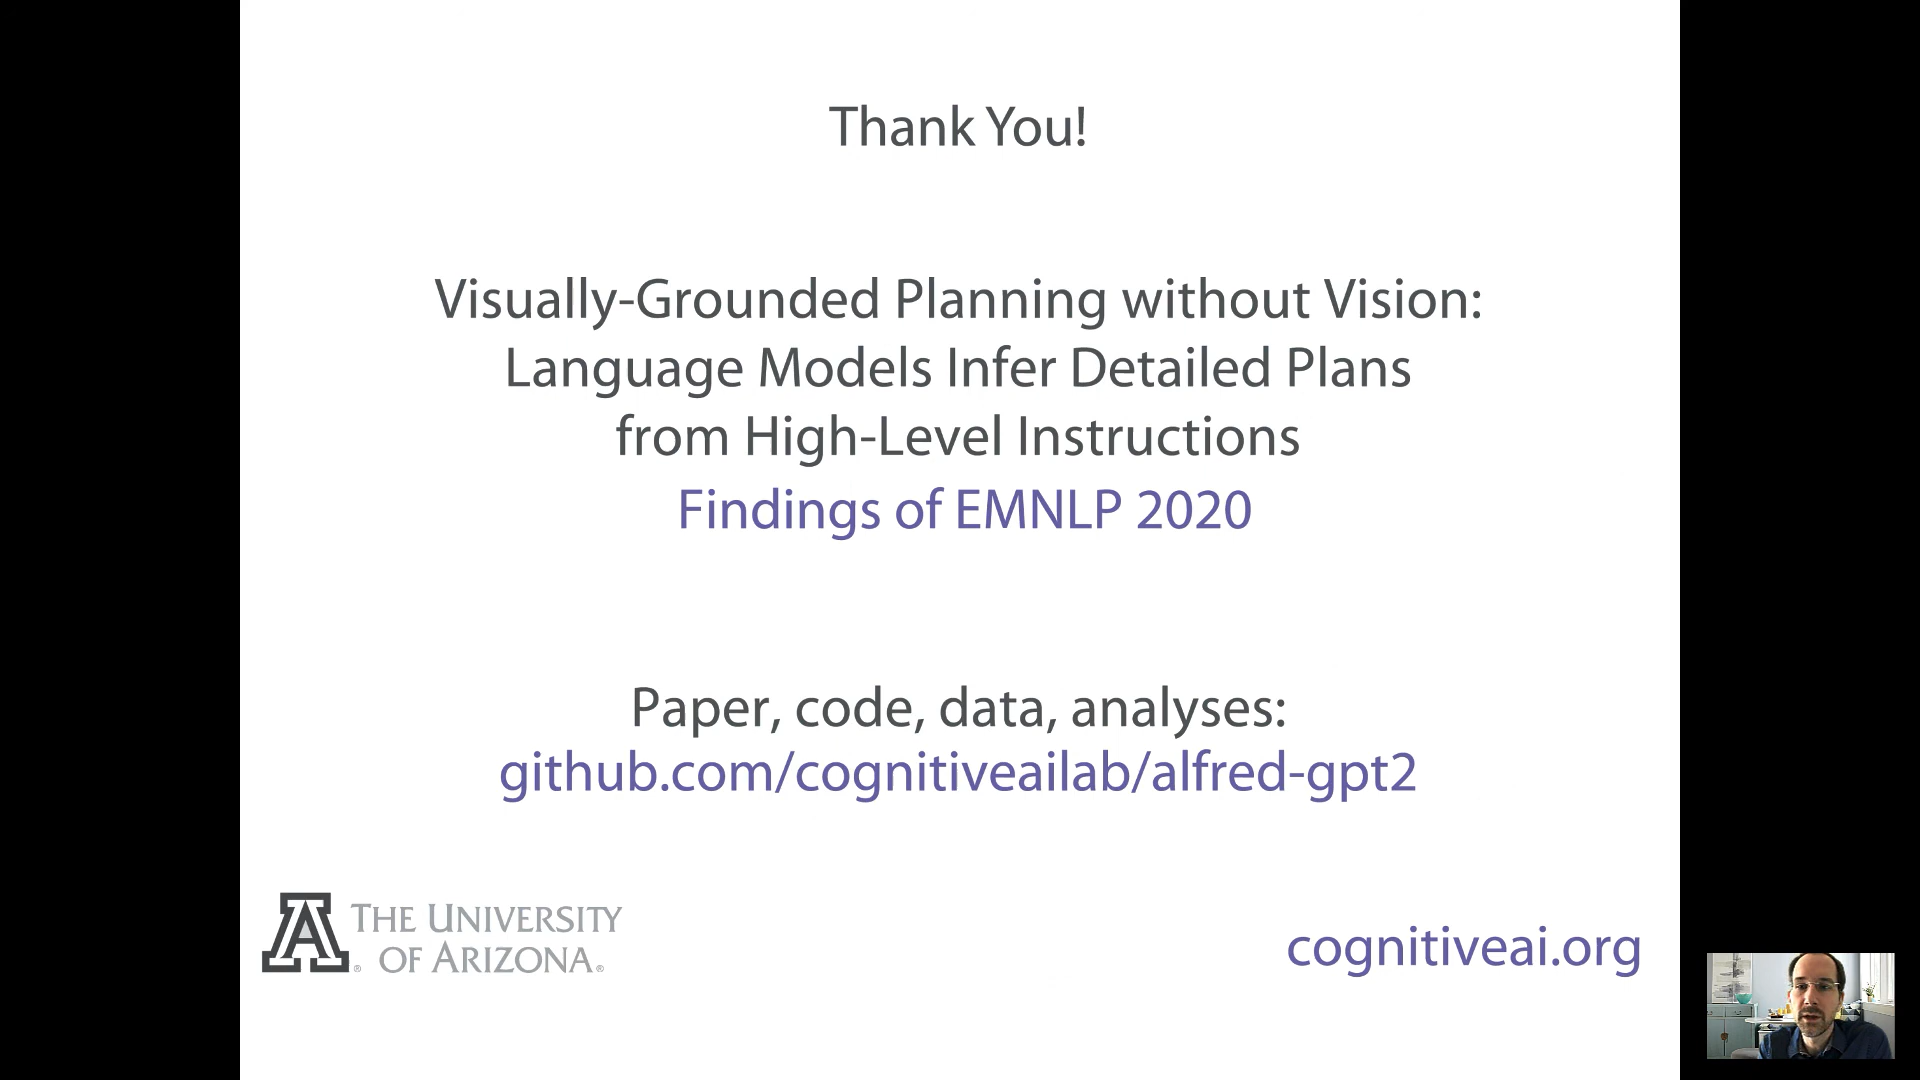 Thank You!
Visually-Grounded Planning without Vision:
Language Models Infer Detailed Plans
from High-Level Instructions
Findings of EMNLP 2020
Paper, code, data, analyses:
github.com/cognitiveailab/alfred-gpt2
A
THE UNIVERSITY
® OF ARIZONA®
cognitiveai.org